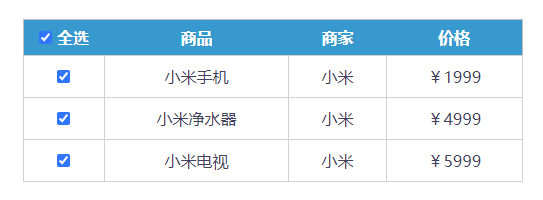 全选 商品 商家 价格
小米手机 小米 ￥1999
小米净水器 小米 ￥4999
小米电视 小米 ￥5999